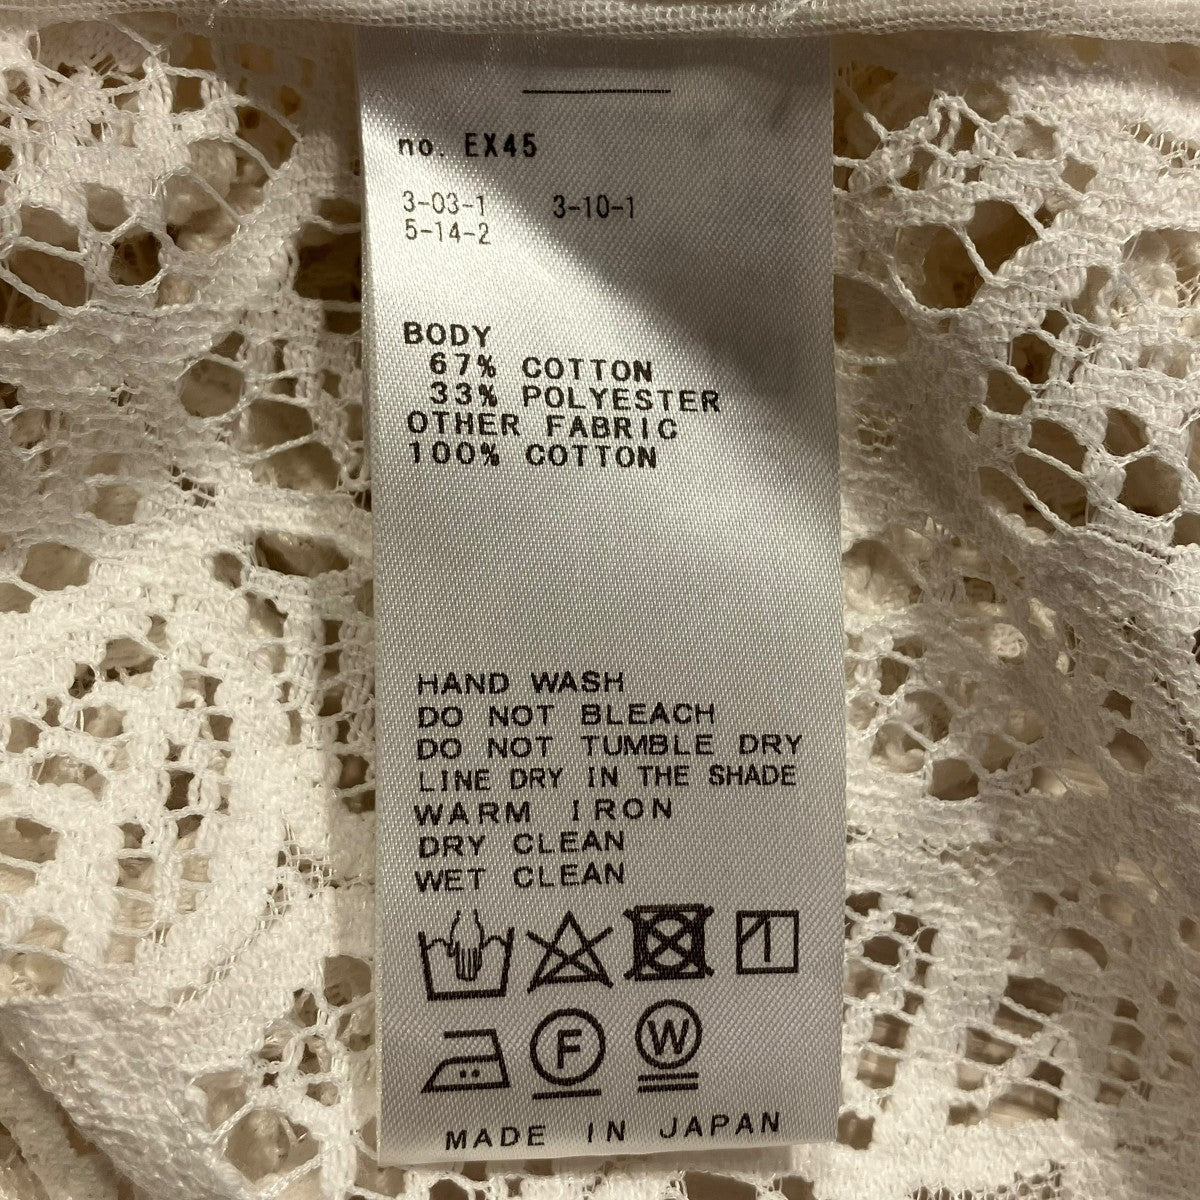 no. EX45
3-03-1 3-10-1
5-14-2
BODY
67% COTTON
33% POLYESTER
OTHER FABRIC
100% COTTON
HAND WASH
DO NOT BLEACH
DO NOT TUMBLE DRY
LINE DRY IN THE SHADE
WARM IRON
DRY CLEAN
WET CLEAN
F W
MADE IN JAPAN